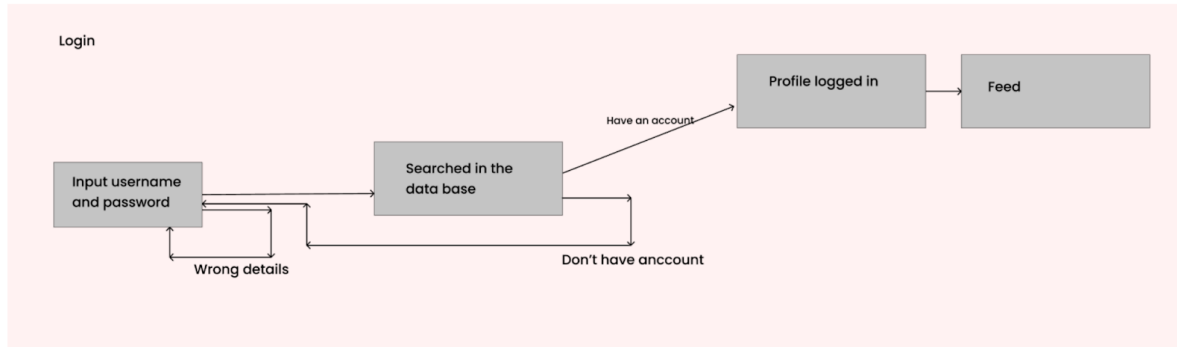 Login
Profile logged in
Feed
Have an account
Searched in the
data base
Input username
and password
Wrong details
Don't have anccount